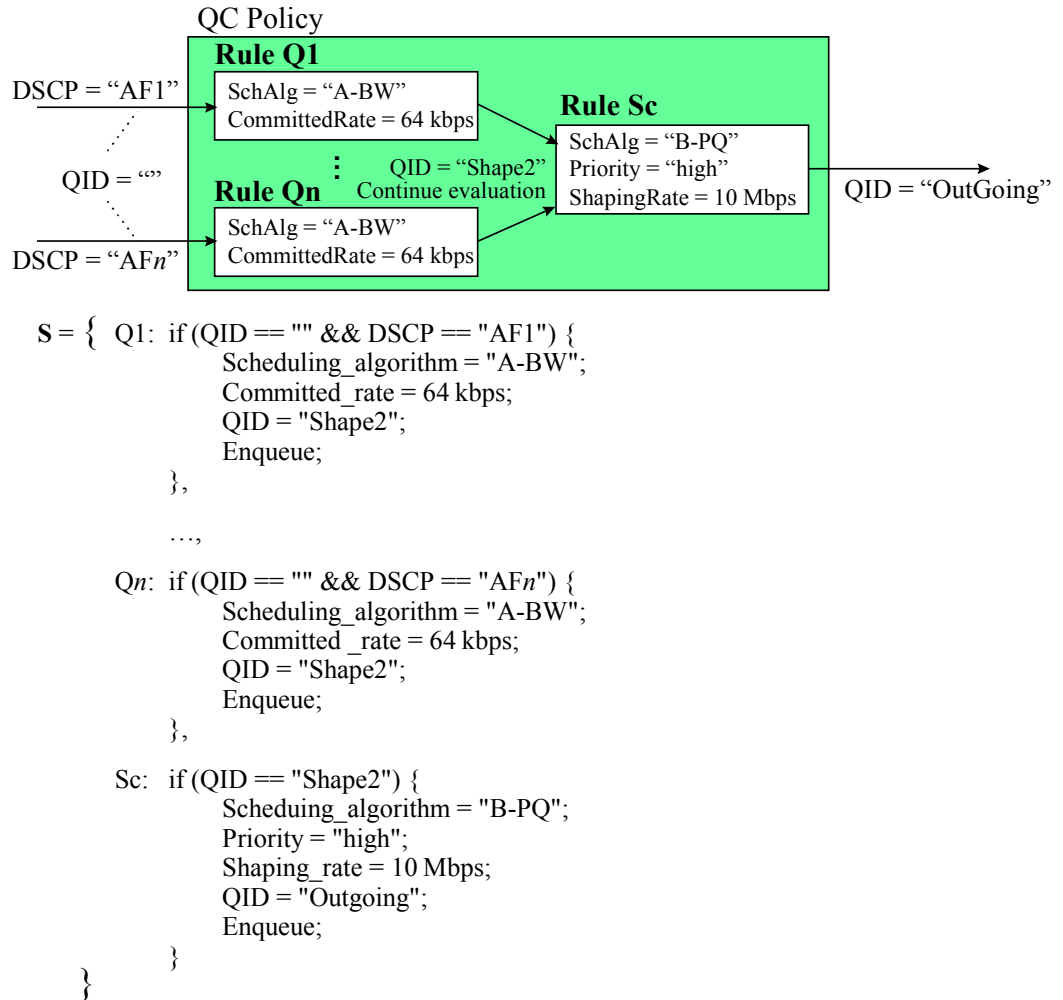 QC Policy
Rule Q1
DSCP = “AF1”
SchAlg = “A-BW”
CommittedRate = 64 kbps
Rule Sc
SchAlg = “B-PQ”
Priority = “high”
ShapingRate = 10 Mbps
QID = “”
⋮
QID = “Shape2”
Continue evaluation
QID = “OutGoing”
Rule Qn
DSCP = “AFn”
SchAlg = “A-BW”
CommittedRate = 64 kbps
S = { Q1: if (QID == "" && DSCP == "AF1") {
Scheduling_algorithm = "A-BW";
Committed_rate = 64 kbps;
QID = "Shape2";
Enqueue;
},
…,
Qn: if (QID == "" && DSCP == "AFn") {
Scheduling_algorithm = "A-BW";
Committed _rate = 64 kbps;
QID = "Shape2";
Enqueue;
},
Sc: if (QID == "Shape2") {
Scheduing_algorithm = "B-PQ";
Priority = "high";
Shaping_rate = 10 Mbps;
QID = "Outgoing";
Enqueue;
}
}